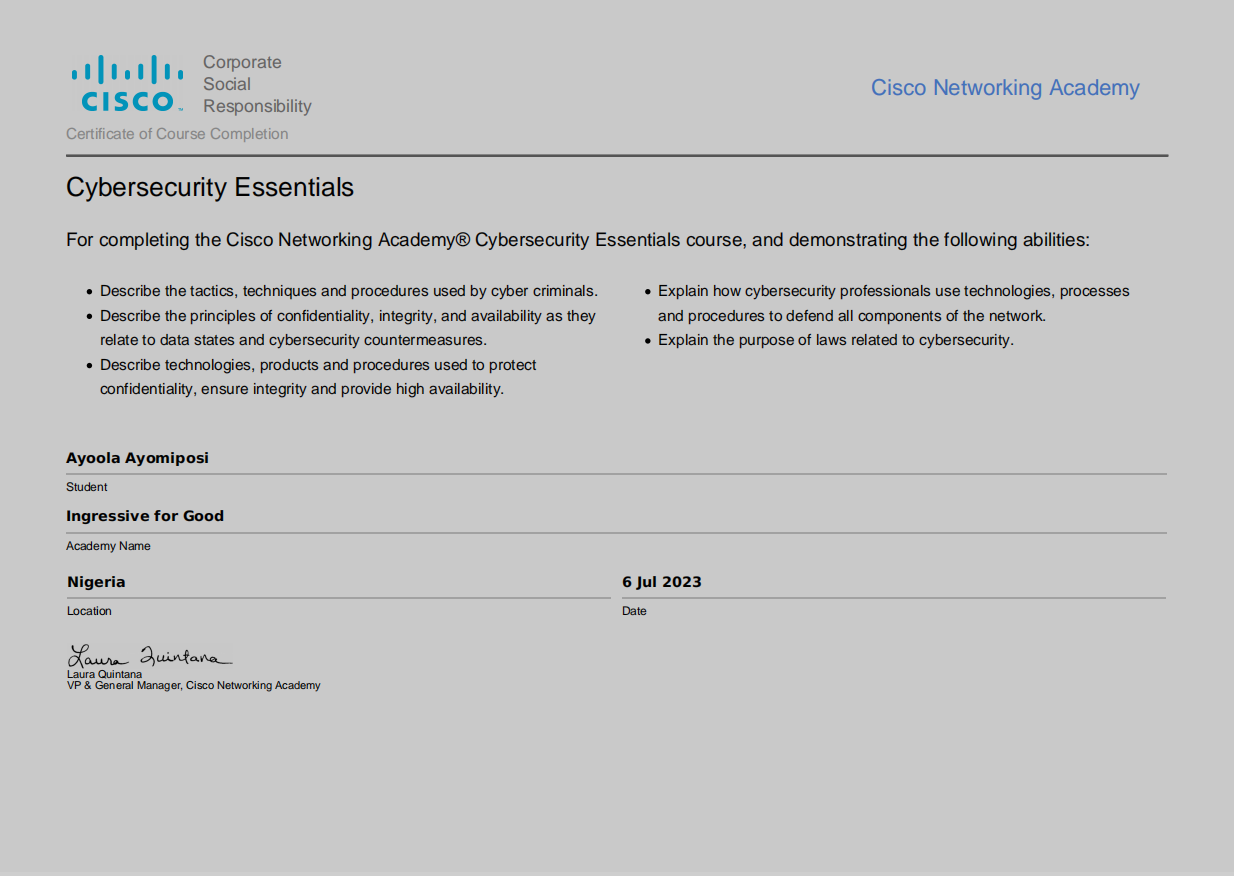 CISCO™
Corporate
Social
Responsibility
Cisco Networking Academy
Certificate of Course Completion
Cybersecurity Essentials
For completing the Cisco Networking Academy® Cybersecurity Essentials course, and demonstrating the following abilities:
• Describe the tactics, techniques and procedures used by cyber criminals.
• Describe the principles of confidentiality, integrity, and availability as they
relate to data states and cybersecurity countermeasures.
• Describe technologies, products and procedures used to protect
confidentiality, ensure integrity and provide high availability.
• Explain how cybersecurity professionals use technologies, processes
and procedures to defend all components of the network.
• Explain the purpose of laws related to cybersecurity.
Ayoola Ayomiposi
Student
Ingressive for Good
Academy Name
Nigeria
Location
6 Jul 2023
Date
Laura Quintana
Laura Quintana
VP & General Manager, Cisco Networking Academy